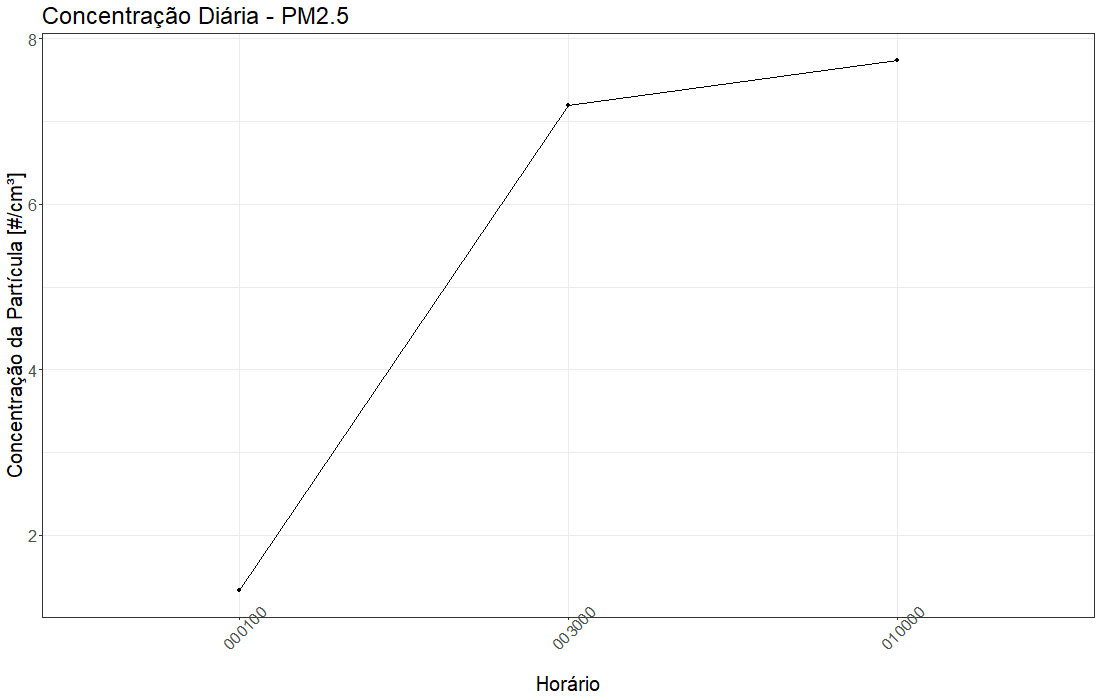 Concentração Diária - PM2.5
Concentração da Partícula [#/cm³]
8
6
4
2
000100
003000
010000
Horário